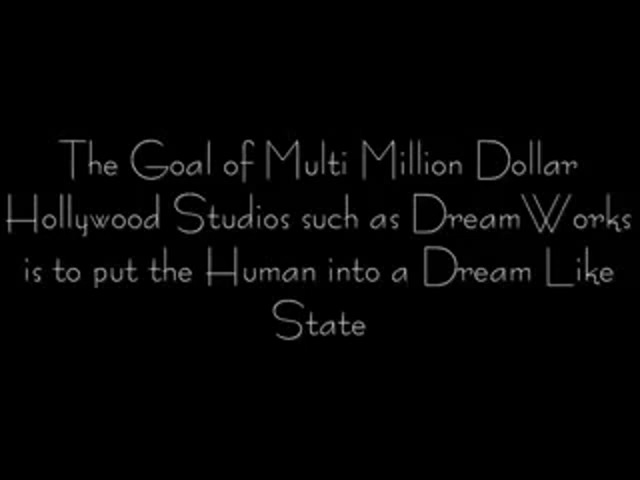 The Goal of Multi Million Dollar
Hollywood Studios such as DreamWorks
is to put the Human into a Dream Like
State